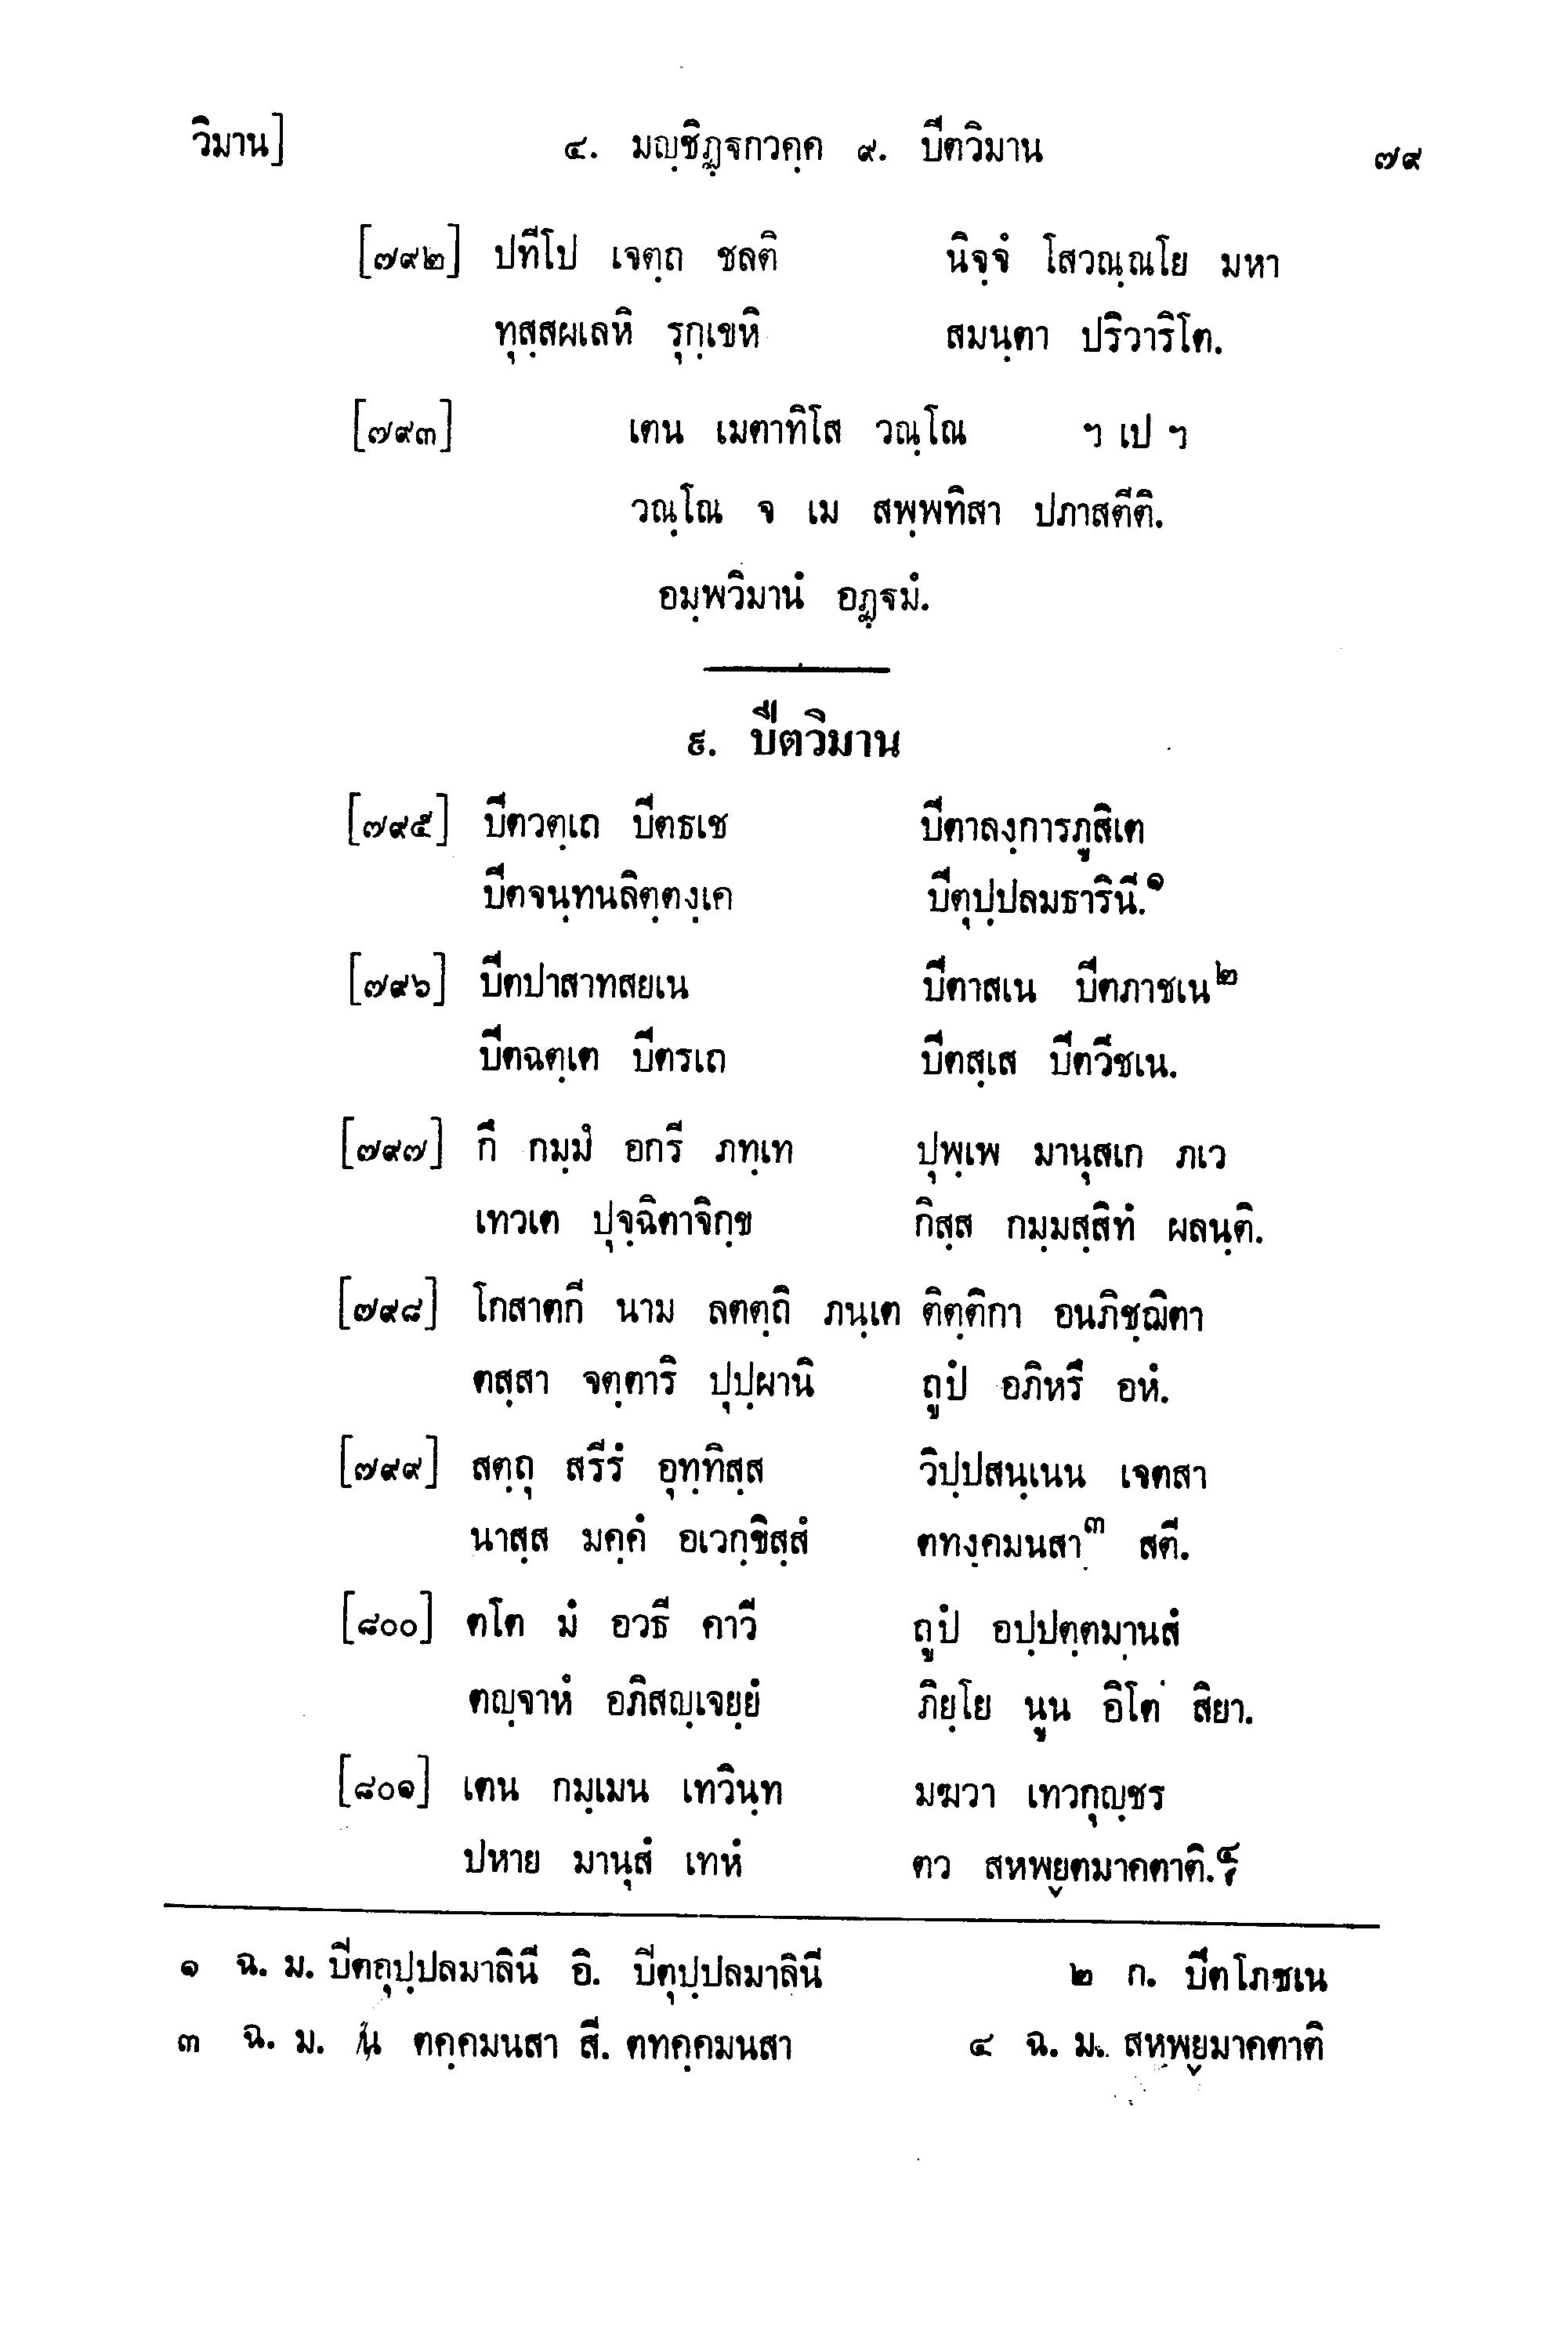 วิมาน] ๔. มญฺชิฏฺฐกวคฺค ๙. ปีตวิมาน ๗๙
[๗๙๒] ปทีโป เจตฺถ ชลติ นิจฺจํ โสวณฺณโย มหา
ทุสฺสผเลหิ รุกฺเขหิ สมนฺตา ปริวาริโต.
[๗๙๓] เตน เมตาทิโส วณฺโณ ฯ เป ฯ
วณฺโณ จ เม สพฺพทิสา ปภาสตีติ.
อมฺพวิมานํ อฏฺฐมํ.
๙. ปีตวิมาน
[๗๙๕] ปีตวตฺเถ ปีตธเช ปีตาลงฺการภูสิเต
ปีตจนฺทนลิตฺตงฺเค ปีตุปฺปลมธารินี.๑
[๗๙๖] ปีตปาสาทสยเน ปีตาสเน ปีตภาชเน๒
ปีตฉตฺเต ปีตรเถ ปีตสฺเส ปีตวีชเน.
[๗๙๗] กึ กมฺมํ อกรี ภทฺเท ปุพฺเพ มานุสเก ภเว
เทวเต ปุจฺฉิตาจิกฺข กิสฺส กมฺมสฺสิทํ ผลนฺติ.
[๗๙๘] โกสาตกี นาม ลตตฺถิ ภนฺเต ติตฺติกา อนภิชฺฌิตา
ตสฺสา จตฺตาริ ปุปฺผานิ ถูปํ อภิหรึ อหํ.
[๗๙๙] สตฺถุ สรีรํ อุทฺทิสฺส วิปฺปสนฺเนน เจตสา
นาสฺส มคฺคํ อเวกฺขิสฺสํ ตทงฺคมนสา๓ สตี.
[๘๐๐] ตโต มํ อวธี คาวี ถูปํ อปฺปตฺตมานสํ
ตญฺจาหํ อภิสญฺเจยฺยํ ภิยฺโย นูน อิโต สิยา.
[๘๐๑] เตน กมฺเมน เทวินฺท มฆวา เทวกุญฺชร
ปหาย มานุสํ เทหํ ตว สหพฺยูตมาคตาติ.๔
๑ ฉ. ม. ปีตอุปฺปลมาลินี อิ. ปีตุปฺปลมาลินี ๒ ก. ปีตโภชเน
๓ ฉ. ม. น ตคฺคมนสา สี. ตทคฺคมนสา ๔ ฉ. ม. สหพฺยูมาคตาติ